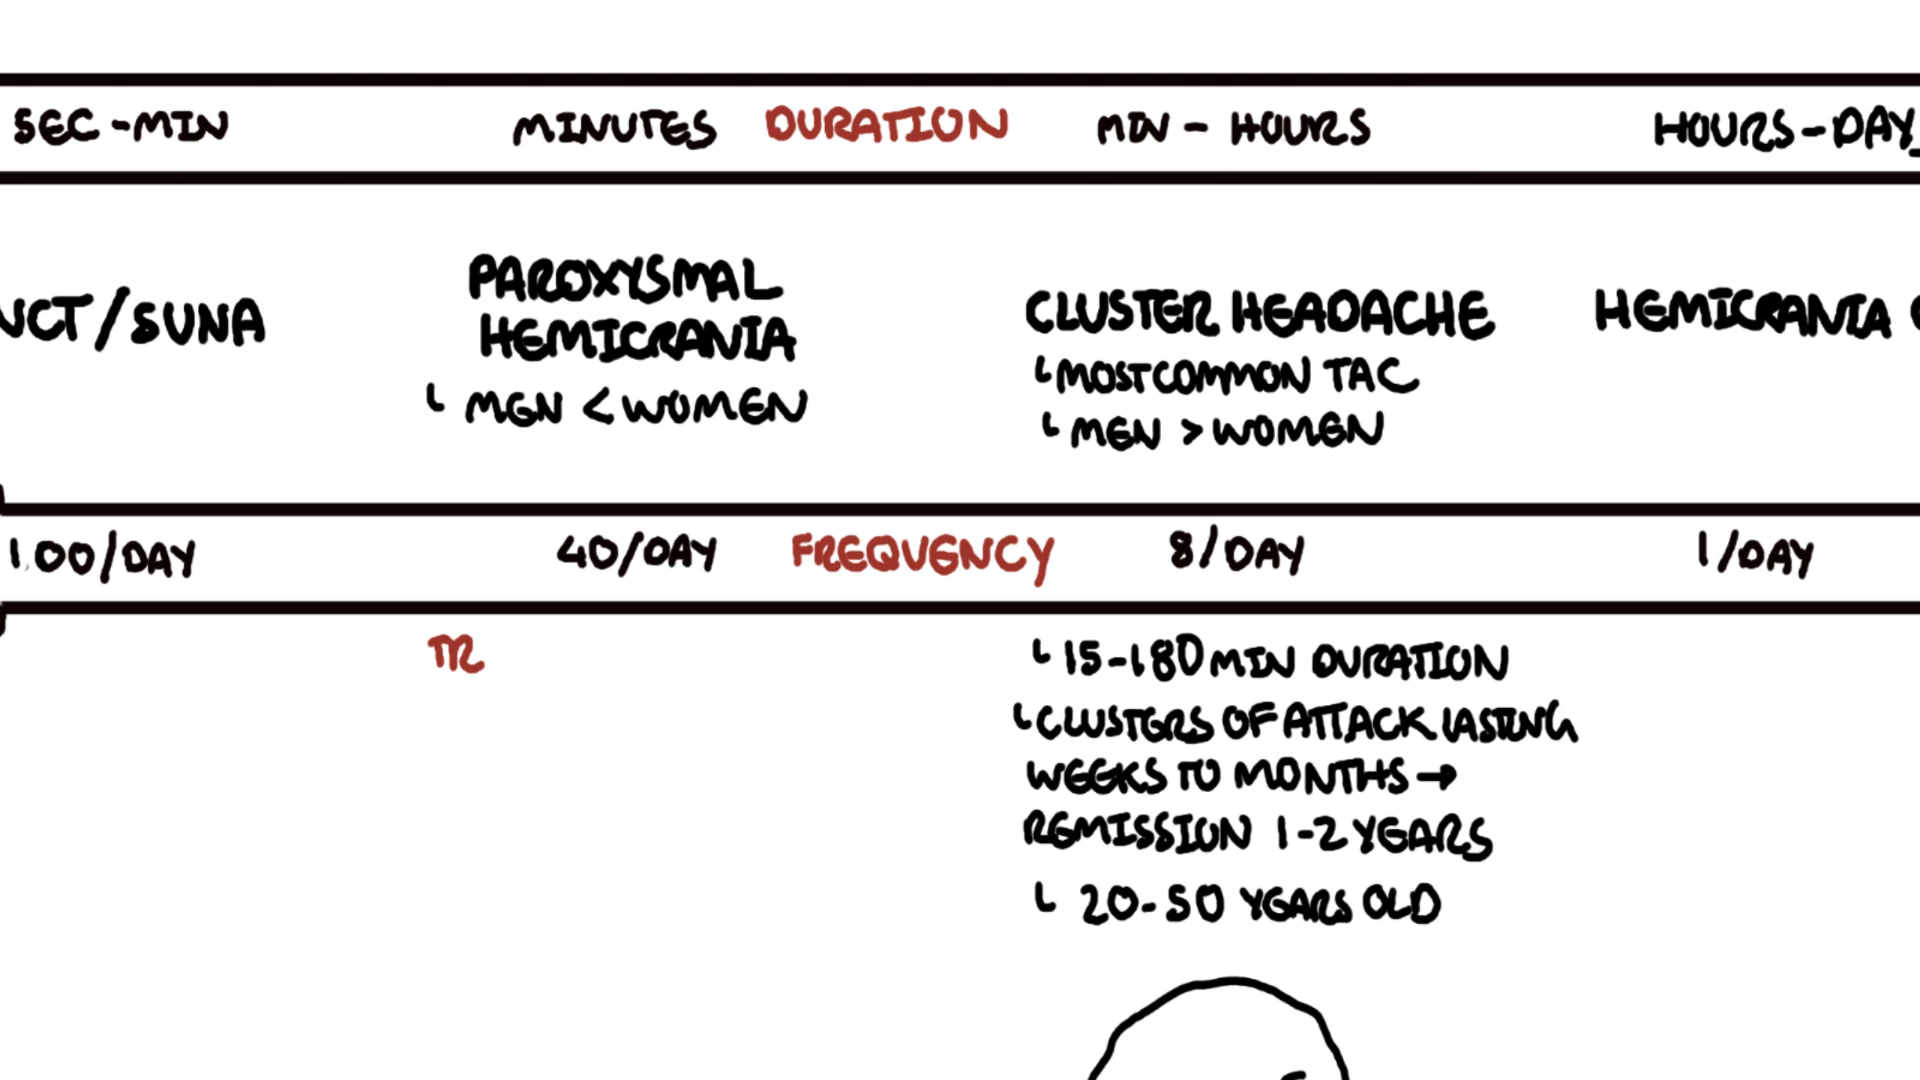 SEC-MIN MINUTES DURATION MIN - HOURS HOURS-DAY
NCT/SUNA
PAROXYSMAL
HEMICRANIA
MEN < WOMEN
CLUSTER HEADACHE
MOST COMMON TAC
MEN > WOMEN
HEMICRANIA
100/DAY 40/DAY FREQUENCY 8/DAY 1/DAY
TR
15-180 MIN DURATION
CLUSTERS OF ATTACK LASTING
WEEKS TO MONTHS →
REMISSION 1-2 YEARS
20-50 YEARS OLD